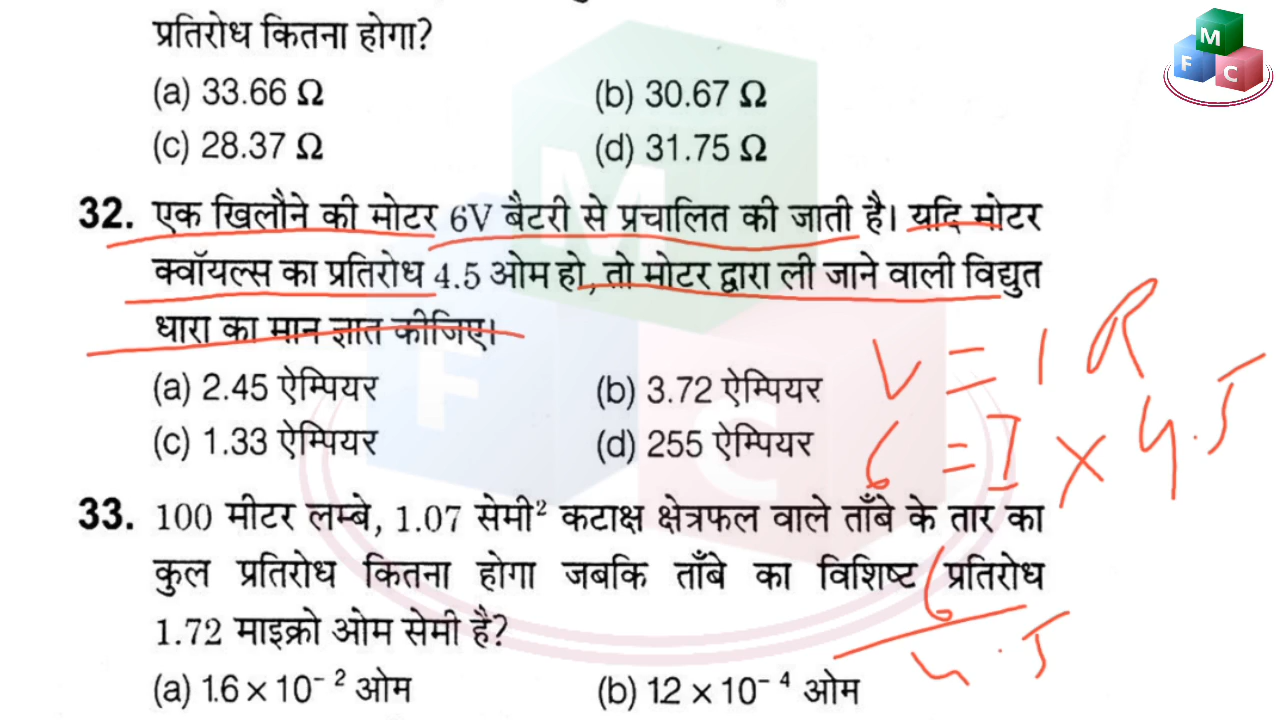 प्रतिरोध कितना होगा?
(a) 33.66 Ω (b) 30.67 Ω
(c) 28.37 Ω (d) 31.75 Ω
32. एक खिलौने की मोटर 6V बैटरी से प्रचालित की जाती है। यदि मोटर
क्वॉयल्स का प्रतिरोध 4.5 ओम हो, तो मोटर द्वारा ली जाने वाली विद्युत
धारा का मान ज्ञात कीजिए।
(a) 2.45 ऐम्पियर (b) 3.72 ऐम्पियर
(c) 1.33 ऐम्पियर (d) 255 ऐम्पियर
33. 100 मीटर लम्बे, 1.07 सेमी² कटाक्ष क्षेत्रफल वाले ताँबे के तार का
कुल प्रतिरोध कितना होगा जबकि ताँबे का विशिष्ट प्रतिरोध
1.72 माइक्रो ओम सेमी है?
(a) 1.6 × 10⁻² ओम (b) 1.2 × 10⁻⁴ ओम
V = I R
6 = I × 4.5
6
4.5
M
F C
M
F C